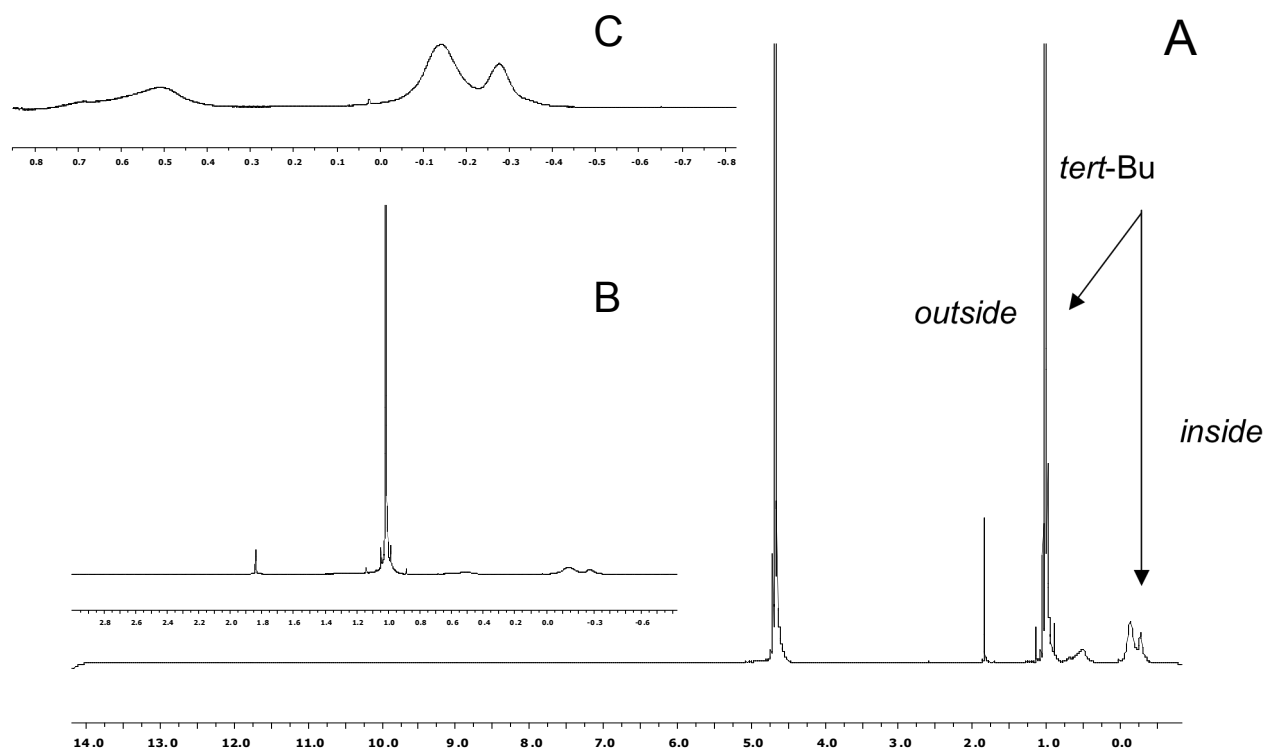 C
A
0.8 0.7 0.6 0.5 0.4 0.3 0.2 0.1 0.0 -0.1 -0.2 -0.3 -0.4 -0.5 -0.6 -0.7 -0.8
tert-Bu
B
outside
inside
2.8 2.6 2.4 2.2 2.0 1.8 1.6 1.4 1.2 1.0 0.8 0.6 0.4 0.2 0.0 -0.3 -0.6
14.0 13.0 12.0 11.0 10.0 9.0 8.0 7.0 6.0 5.0 4.0 3.0 2.0 1.0 0.0